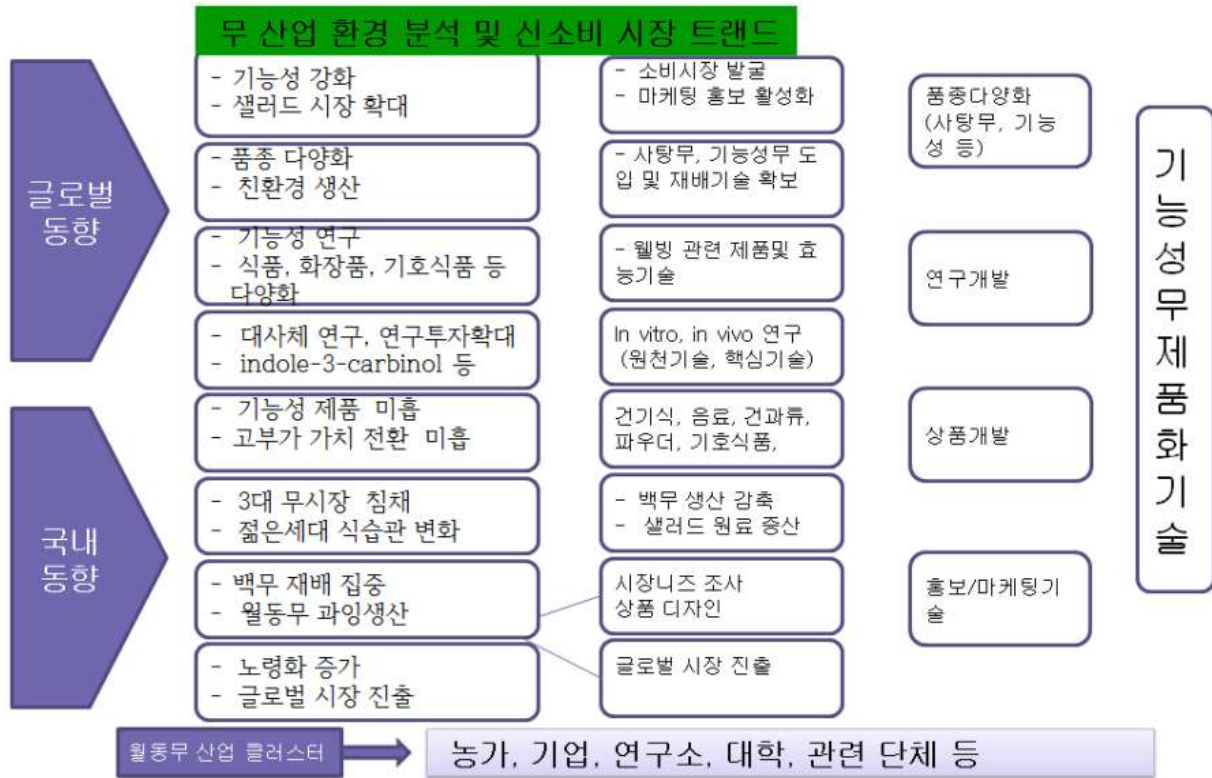 무 산업 환경 분석 및 신소비 시장 트랜드
글로벌
동향
- 기능성 강화
- 샐러드 시장 확대
- 품종 다양화
- 친환경 생산
- 기능성 연구
- 식품, 화장품, 기호식품 등
다양화
- 대사체 연구, 연구투자확대
- indole-3-carbinol 등
국내
동향
- 기능성 제품 미흡
- 고부가 가치 전환 미흡
- 3대 무시장 침채
- 젊은세대 식습관 변화
- 백무 재배 집중
- 월동무 과잉생산
- 노령화 증가
- 글로벌 시장 진출
- 소비시장 발굴
- 마케팅 홍보 활성화
- 사탕무, 기능성무 도
입 및 재배기술 확보
- 웰빙 관련 제품및 효
능기술
In vitro, in vivo 연구
(원천기술, 핵심기술)
건기식, 음료, 건과류,
파우더, 기호식품,
- 백무 생산 감축
- 샐러드 원료 증산
시장니즈 조사
상품 디자인
글로벌 시장 진출
품종다양화
(사탕무, 기능
성 등)
연구개발
상품개발
홍보/마케팅기
술
기
능
성
무
제
품
화
기
술
월동무 산업 클러스터
농가, 기업, 연구소, 대학, 관련 단체 등